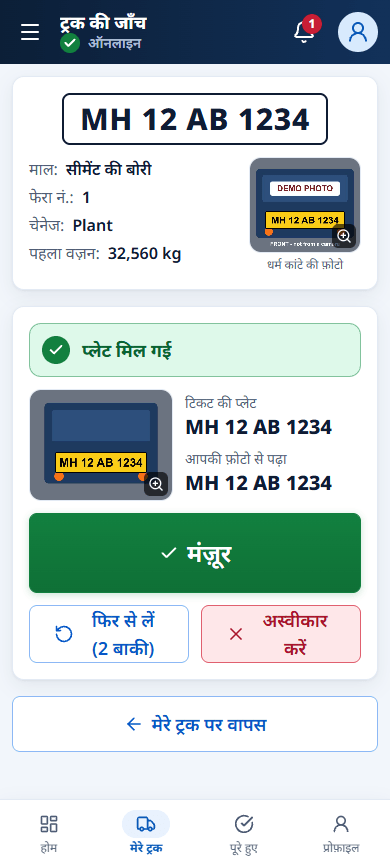 ट्रक की जाँच
ऑनलाइन
1
MH 12 AB 1234
माल: सीमेंट की बोरी
फेरा नं.: 1
चेनेज: Plant
पहला वज़न: 32,560 kg
DEMO PHOTO
MH 12 AB 1234
धर्म कांटे की फ़ोटो
प्लेट मिल गई
MH 12 AB 1234
टिकट की प्लेट
MH 12 AB 1234
आपकी फ़ोटो से पढ़ा
MH 12 AB 1234
मंज़ूर
फिर से लें
(2 बाकी)
अस्वीकार
करें
मेरे ट्रक पर वापस
होम
मेरे ट्रक
पूरे हुए
प्रोफ़ाइल